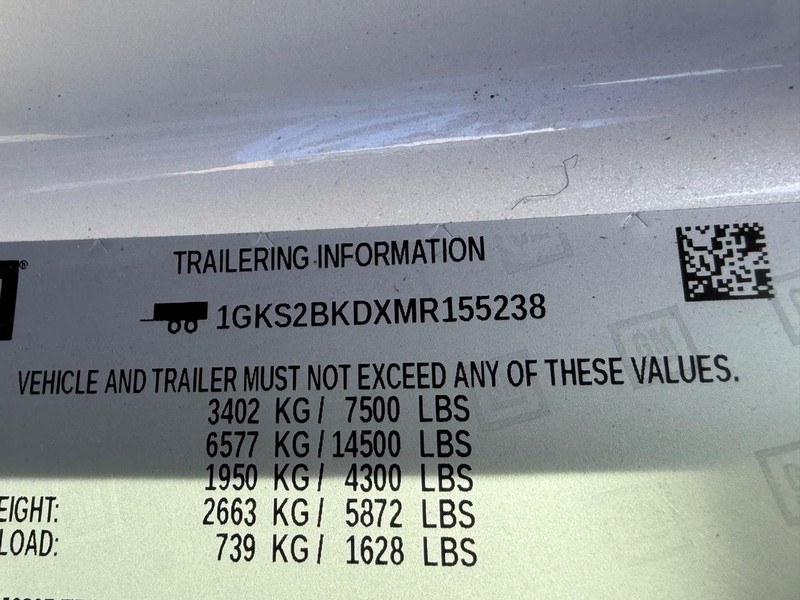 ®
TRAILERING INFORMATION
1GKS2BKDXMR155238
VEHICLE AND TRAILER MUST NOT EXCEED ANY OF THESE VALUES.
3402 KG/ 7500 LBS
6577 KG/ 14500 LBS
1950 KG/ 4300 LBS
EIGHT: 2663 KG/ 5872 LBS
LOAD: 739 KG/ 1628 LBS